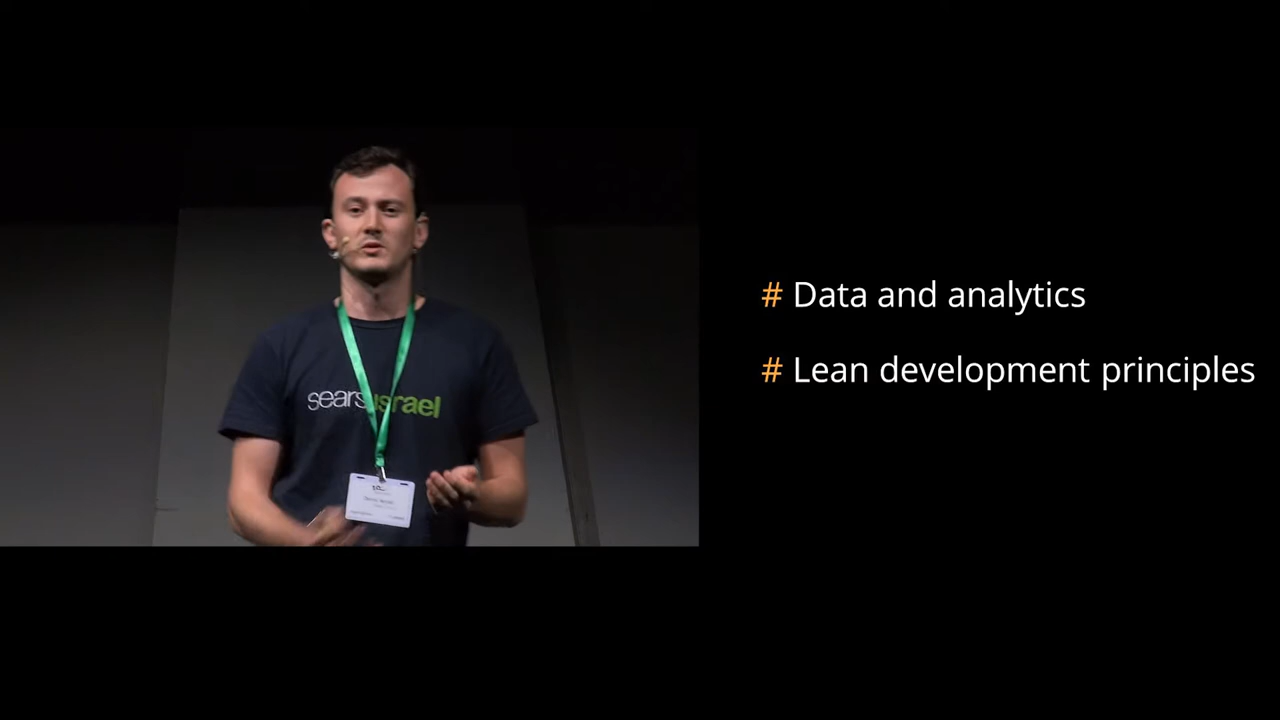 searsisrael
# Data and analytics
# Lean development principles